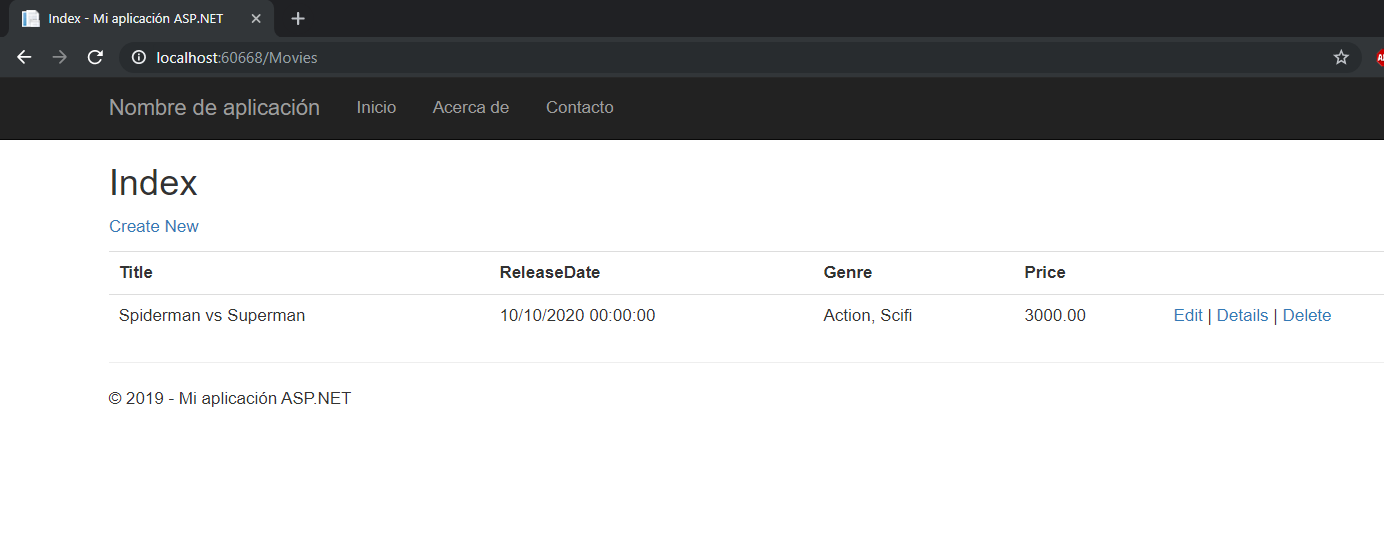 Index - Mi aplicación ASP.NET
localhost:60668/Movies
Nombre de aplicación Inicio Acerca de Contacto
Index
Create New
Title ReleaseDate Genre Price
Spiderman vs Superman 10/10/2020 00:00:00 Action, Scifi 3000.00 Edit | Details | Delete
© 2019 - Mi aplicación ASP.NET